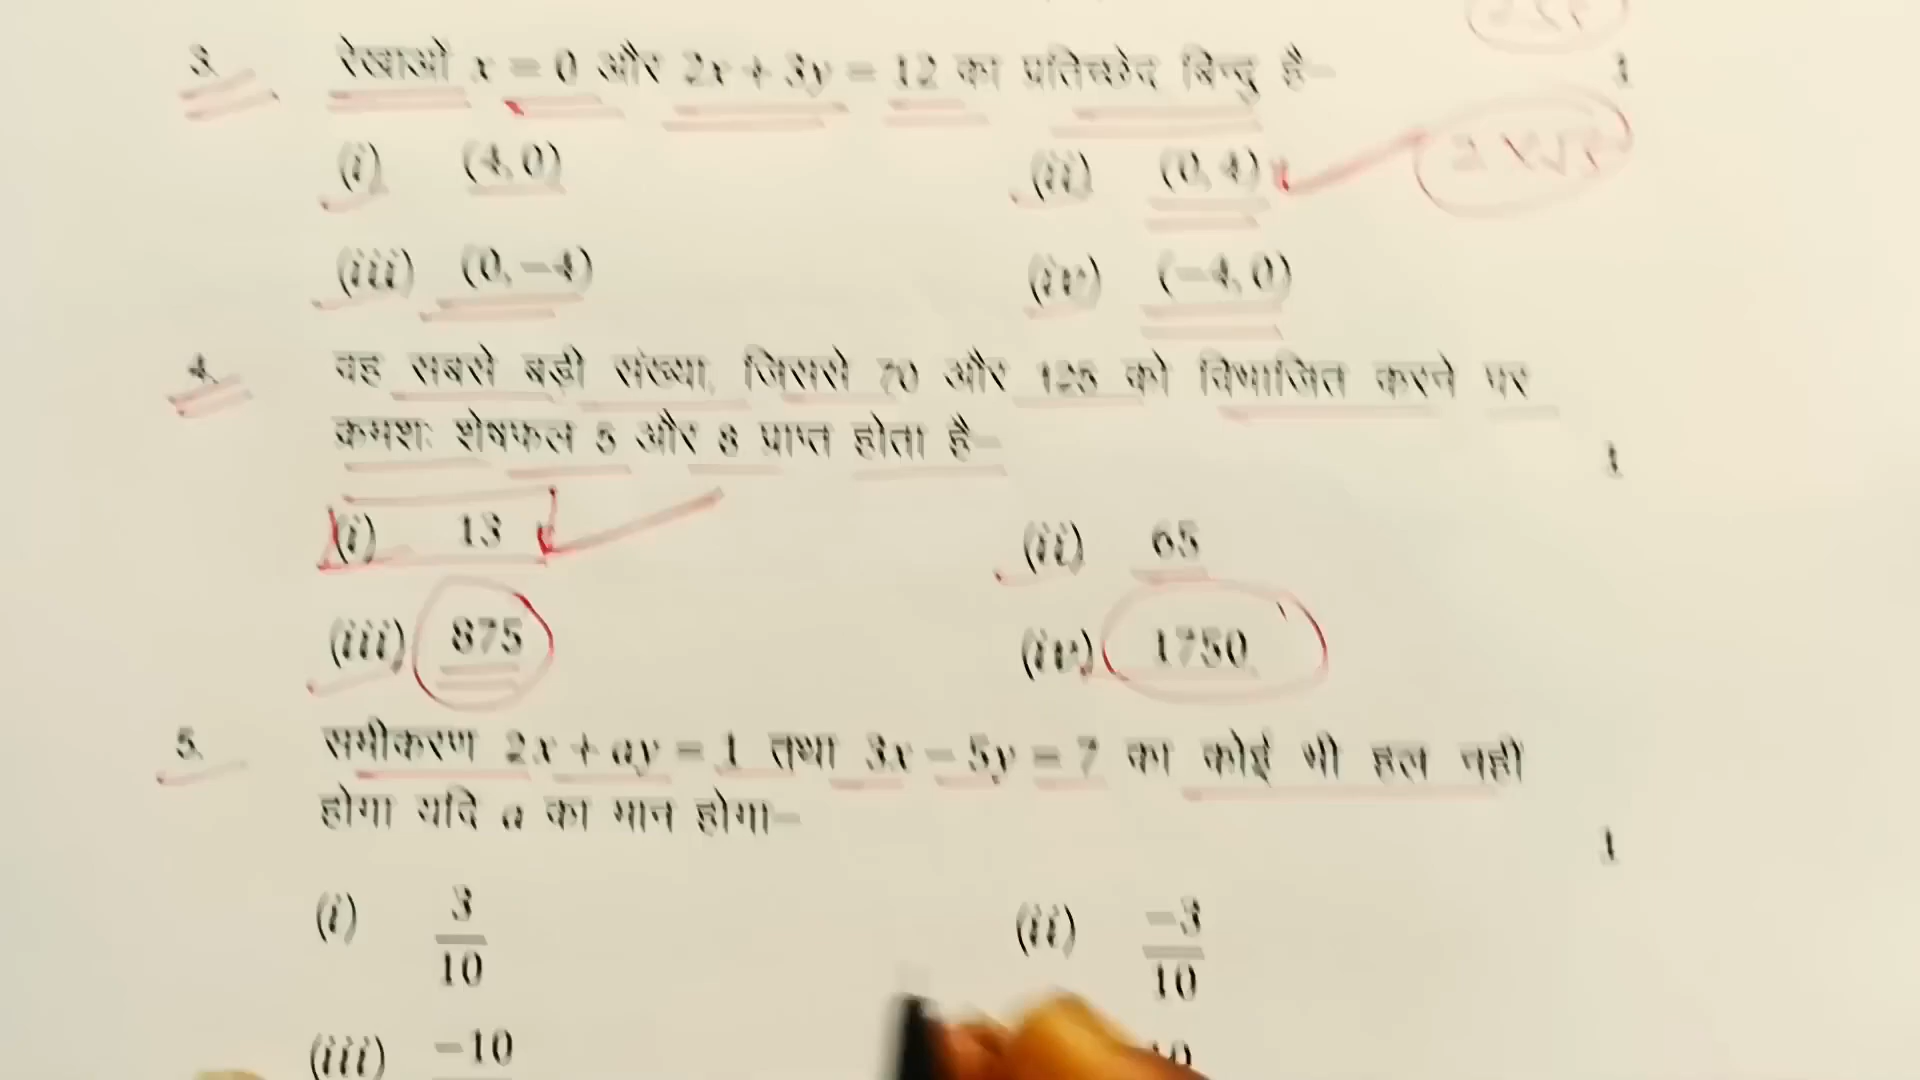 3. रेखाओं x = 0 और 2x + 3y = 12 का प्रतिच्छेद बिन्दु है– 1
(i) (4, 0) (ii) (0, 4)
(iii) (0, –4) (iv) (–4, 0)
4. वह सबसे बड़ी संख्या, जिससे 70 और 125 को विभाजित करने पर
क्रमशः शेषफल 5 और 8 प्राप्त होता है– 1
(i) 13 (ii) 65
(iii) 875 (iv) 1750
5. समीकरण 2x + ay = 1 तथा 3x – 5y = 7 का कोई भी हल नहीं
होगा यदि a का मान होगा– 1
(i) 3/10 (ii) –3/10
(iii) –10